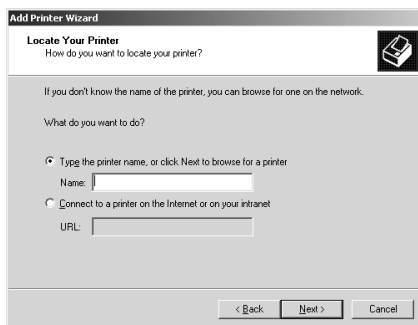 Add Printer Wizard
Locate Your Printer
How do you want to locate your printer?
If you don't know the name of the printer, you can browse for one on the network.
What do you want to do?
Type the printer name, or click Next to browse for a printer
Name:
Connect to a printer on the Internet or on your intranet
URL:
< Back Next > Cancel